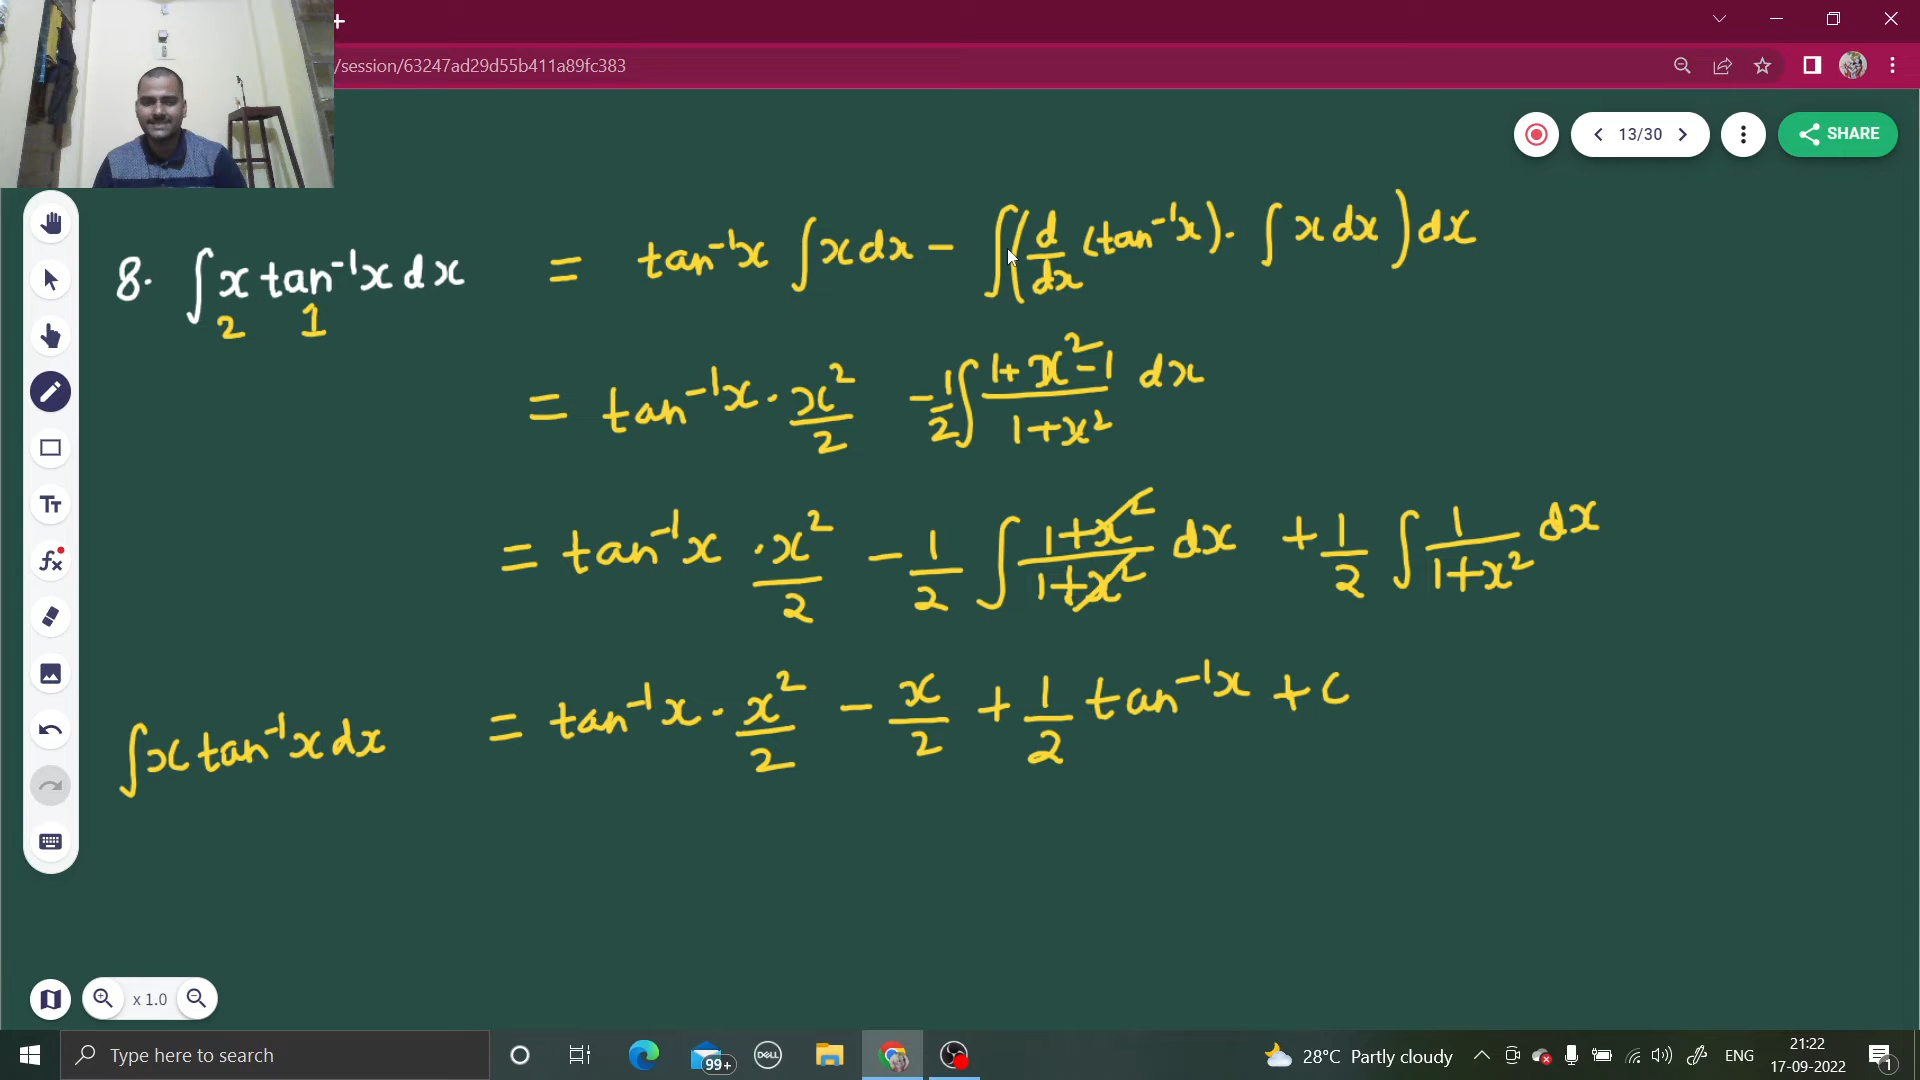 /session/63247ad29d55b411a89fc383
13/30
SHARE
8. ∫ x tan⁻¹x dx = tan⁻¹x ∫ x dx − ∫ ( d/dx (tan⁻¹x) · ∫ x dx ) dx
2 1
= tan⁻¹x · x²/2 − 1/2 ∫ (1+x²−1)/(1+x²) dx
= tan⁻¹x · x²/2 − 1/2 ∫ (1+x²)/(1+x²) dx + 1/2 ∫ 1/(1+x²) dx
∫ x tan⁻¹x dx = tan⁻¹x · x²/2 − x/2 + 1/2 tan⁻¹x + c
Tт
fx
x 1.0
Type here to search
99+
DELL
28°C Partly cloudy
ENG
21:22
17-09-2022
1